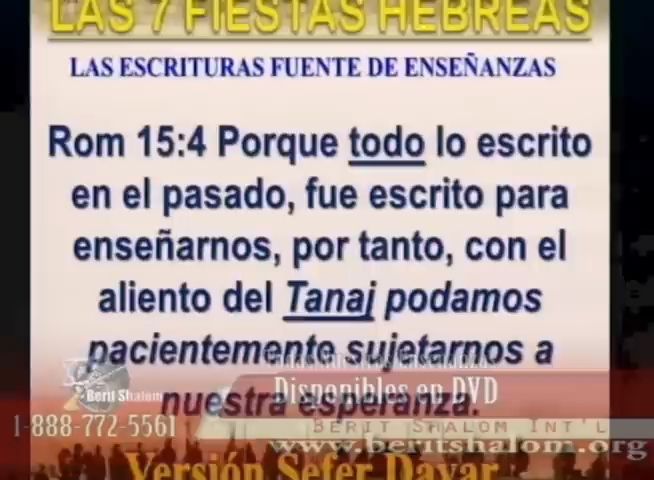 LAS 7 FIESTAS HEBREAS
LAS ESCRITURAS FUENTE DE ENSEÑANZAS
Rom 15:4 Porque todo lo escrito
en el pasado, fue escrito para
enseñarnos, por tanto, con el
aliento del Tanaj podamos
pacientemente sujetarnos a
nuestra esperanza.
Enseñanzas
Disponibles en DVD
Berit Shalom
1-888-772-5561
BERIT SHALOM INT'L
www.beritshalom.org
Versión Sefer Davar